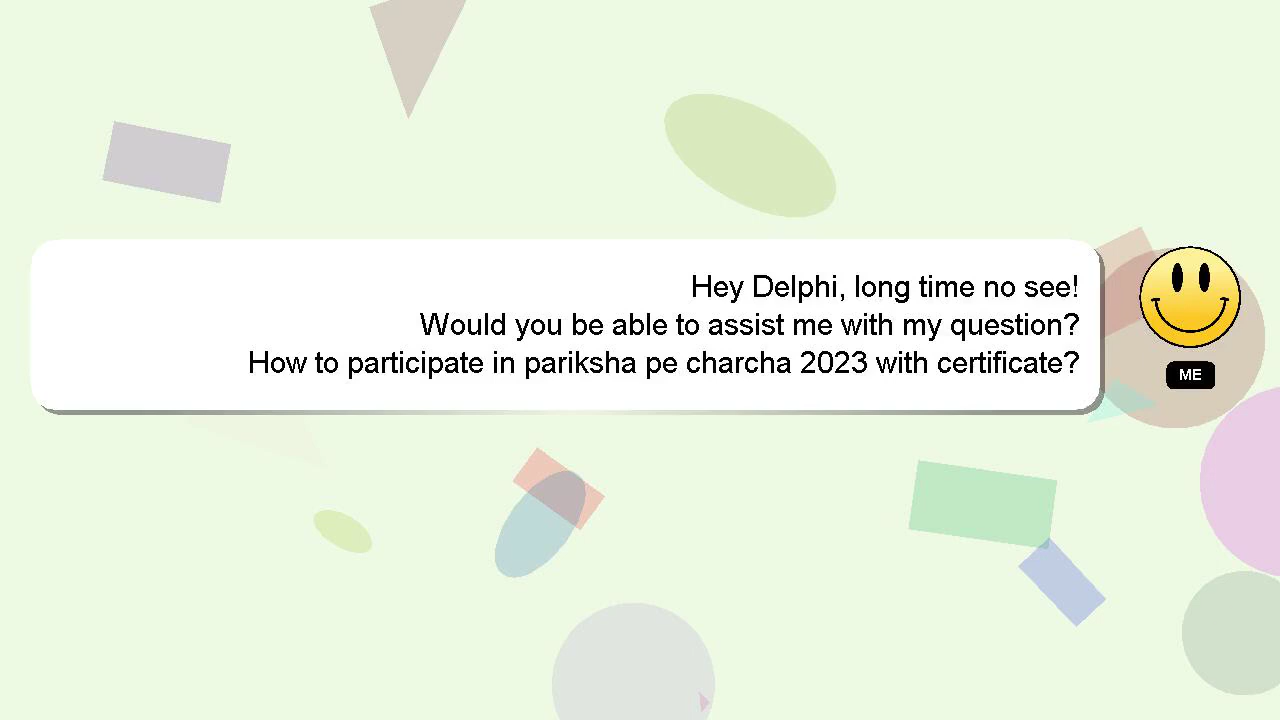 Hey Delphi, long time no see!
Would you be able to assist me with my question?
How to participate in pariksha pe charcha 2023 with certificate?
ME